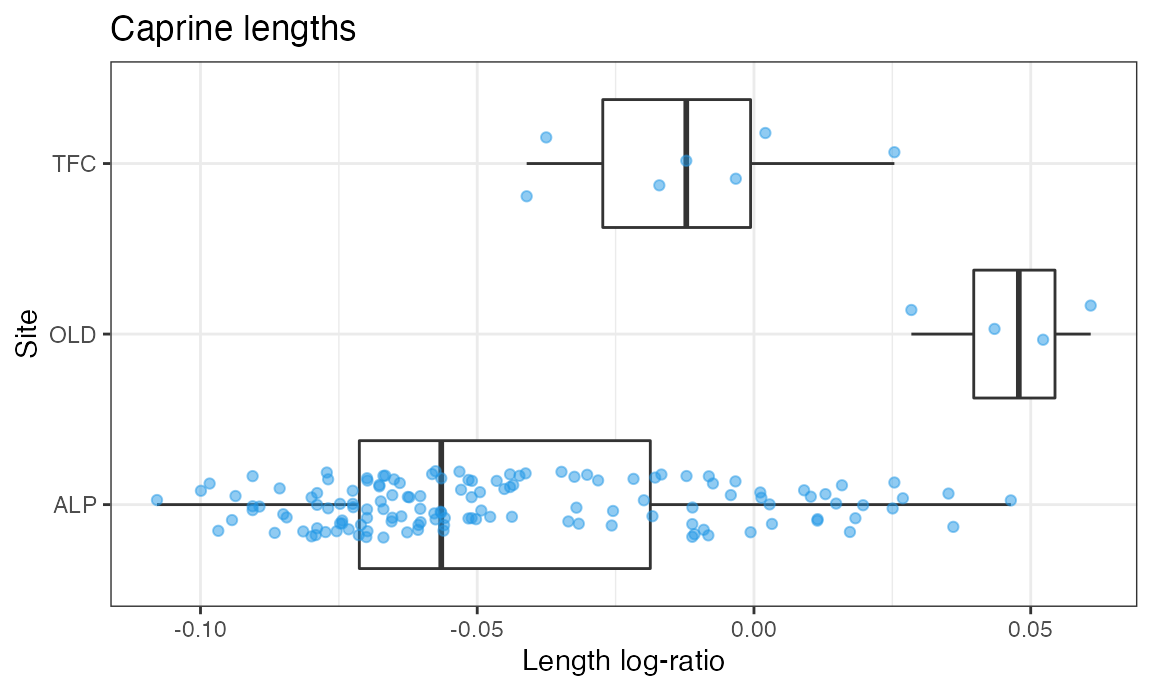 Caprine lengths
TFC
OLD
ALP
Site
-0.10
-0.05
0.00
0.05
Length log-ratio